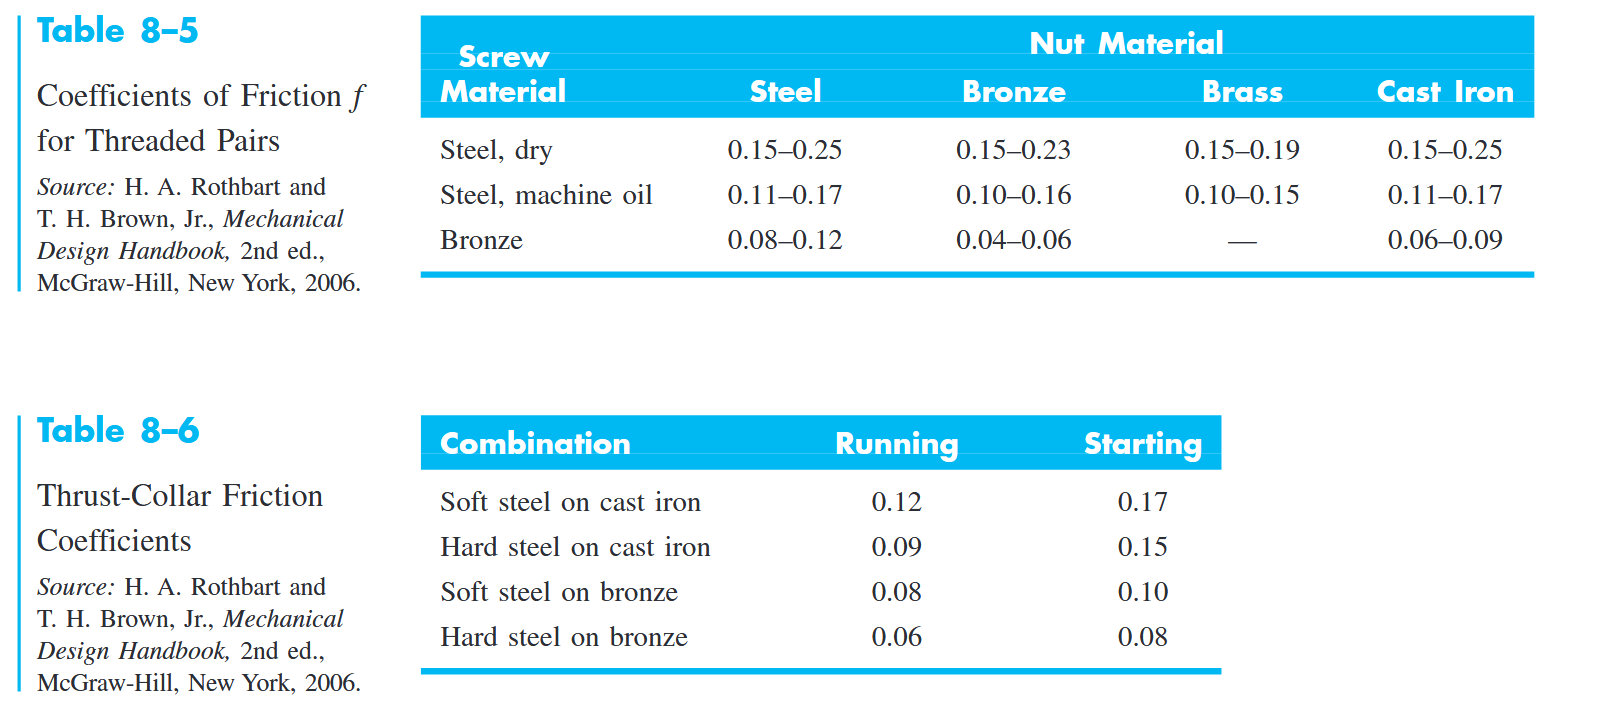 Table 8–5
Coefficients of Friction f
for Threaded Pairs
Source: H. A. Rothbart and
T. H. Brown, Jr., Mechanical
Design Handbook, 2nd ed.,
McGraw-Hill, New York, 2006.
Nut Material
Screw
Material Steel Bronze Brass Cast Iron
Steel, dry 0.15–0.25 0.15–0.23 0.15–0.19 0.15–0.25
Steel, machine oil 0.11–0.17 0.10–0.16 0.10–0.15 0.11–0.17
Bronze 0.08–0.12 0.04–0.06 — 0.06–0.09
Table 8–6
Thrust-Collar Friction
Coefficients
Source: H. A. Rothbart and
T. H. Brown, Jr., Mechanical
Design Handbook, 2nd ed.,
McGraw-Hill, New York, 2006.
Combination Running Starting
Soft steel on cast iron 0.12 0.17
Hard steel on cast iron 0.09 0.15
Soft steel on bronze 0.08 0.10
Hard steel on bronze 0.06 0.08